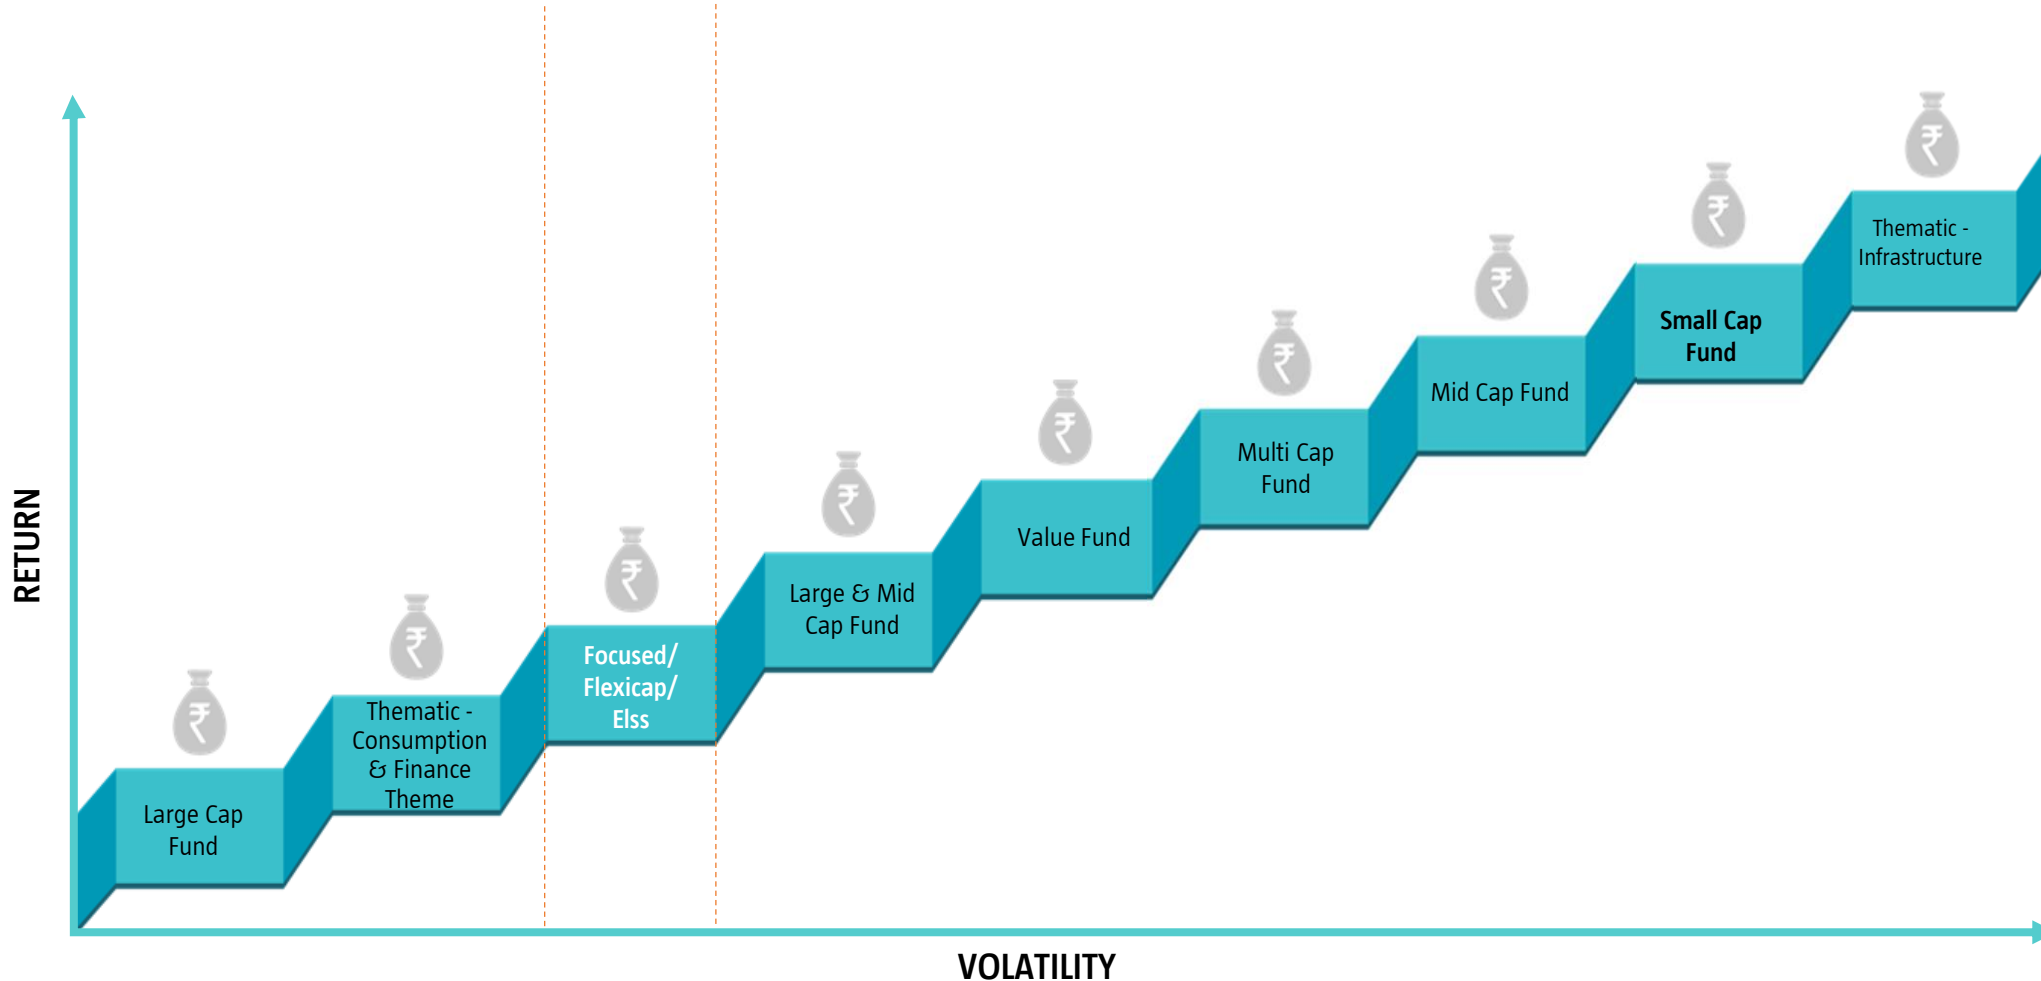 RETURN
Large Cap
Fund
Thematic -
Consumption
& Finance
Theme
Focused/
Flexicap/
Elss
Large & Mid
Cap Fund
Value Fund
Multi Cap
Fund
Mid Cap Fund
Small Cap
Fund
Thematic -
Infrastructure
₹
₹
₹
₹
₹
₹
₹
₹
₹
VOLATILITY